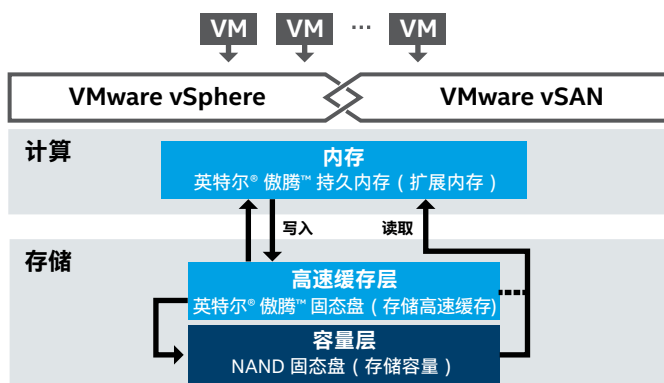 VM VM ... VM
VMware vSphere VMware vSAN
计算
内存
英特尔® 傲腾™ 持久内存（扩展内存）
写入 读取
存储
高速缓存层
英特尔® 傲腾™ 固态盘（存储高速缓存)
容量层
NAND 固态盘（存储容量）